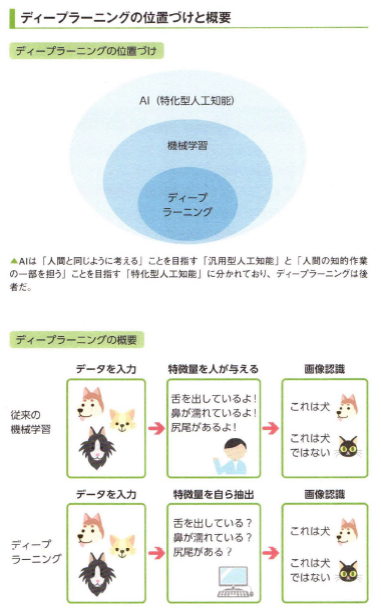 ディープラーニングの位置づけと概要
ディープラーニングの位置づけ
AI（特化型人工知能）
機械学習
ディープ
ラーニング
▲AIは「人間と同じように考える」ことを目指す「汎用型人工知能」と「人間の知的作業
の一部を担う」ことを目指す「特化型人工知能」に分かれており、ディープラーニングは後
者だ。
ディープラーニングの概要
データを入力
特徴量を人が与える
画像認識
従来の
機械学習
舌を出しているよ！
鼻が濡れているよ！
尻尾があるよ！
これは犬
これは犬
ではない
データを入力
特徴量を自ら抽出
画像認識
ディープ
ラーニング
舌を出している？
鼻が濡れている？
尻尾がある？
これは犬
これは犬
ではない